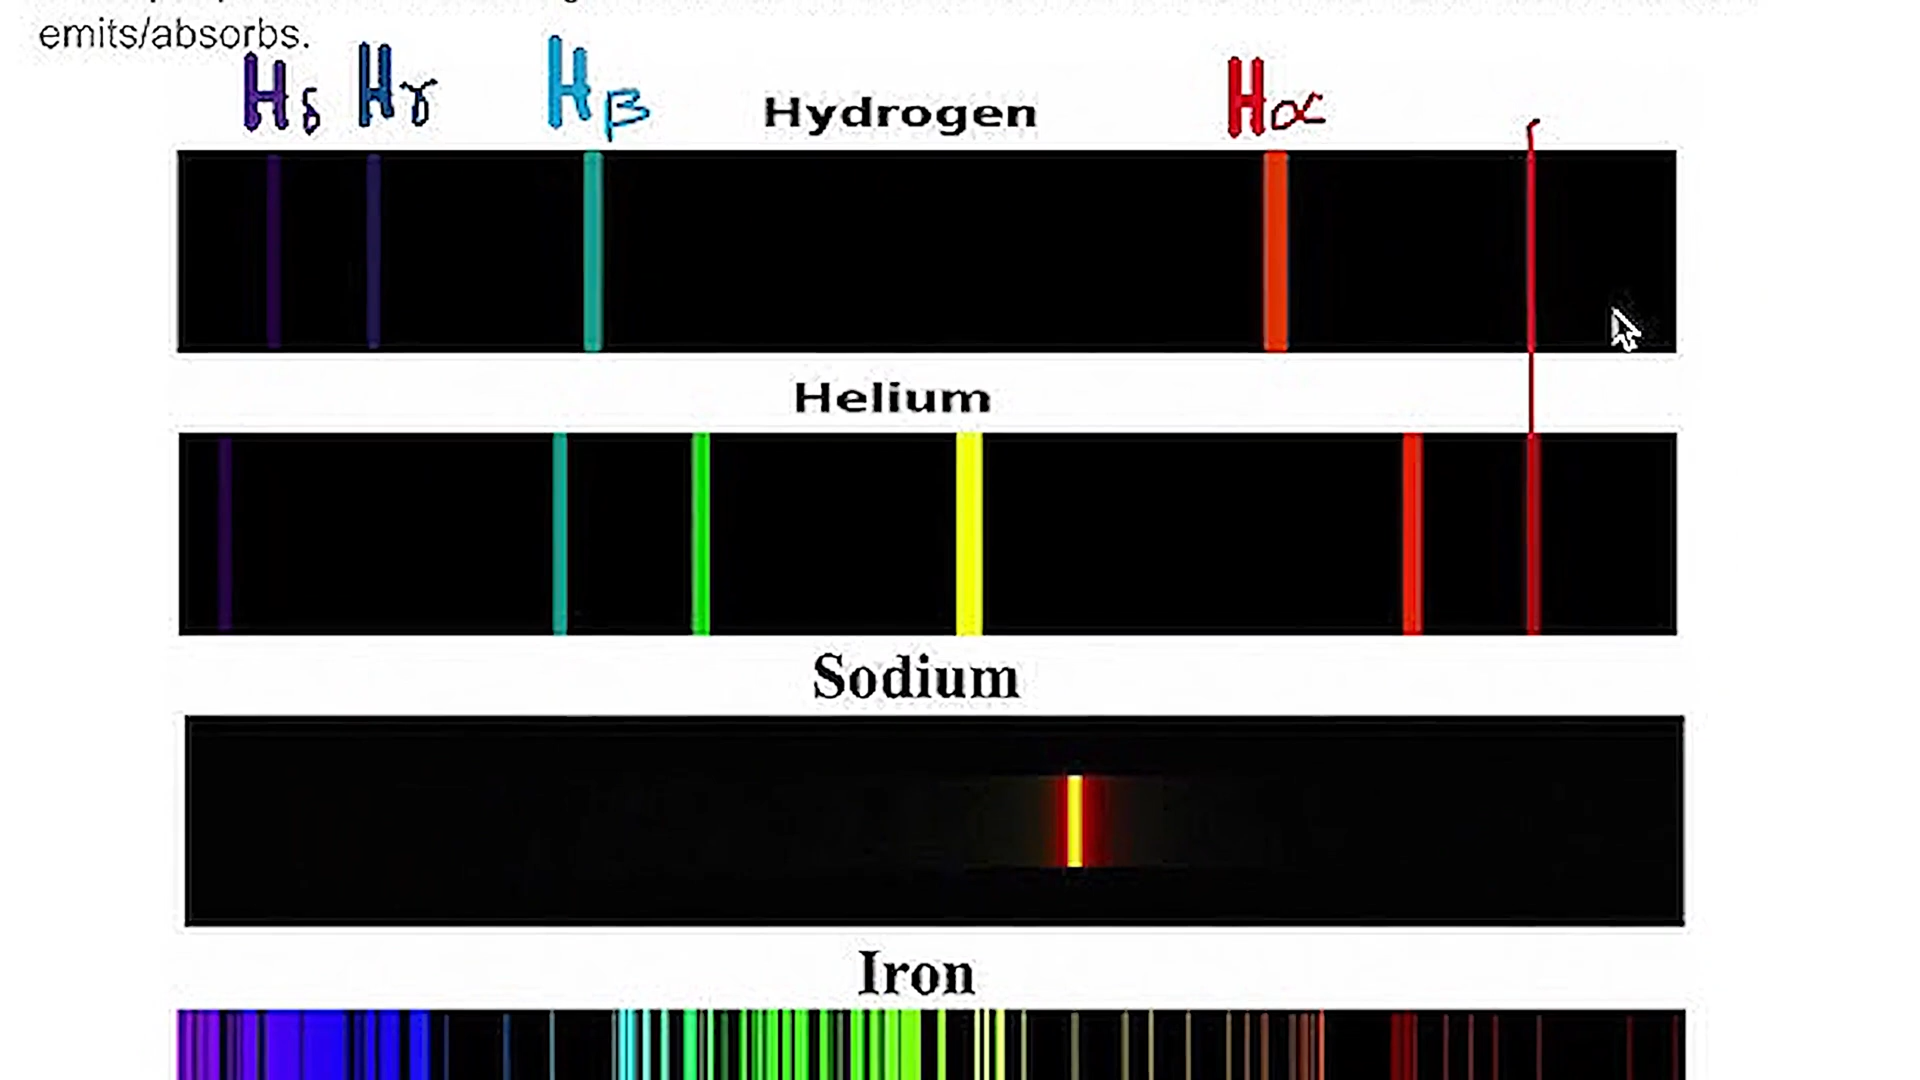 emits/absorbs.
Hδ Hγ Hβ Hα
Hydrogen
Helium
Sodium
Iron